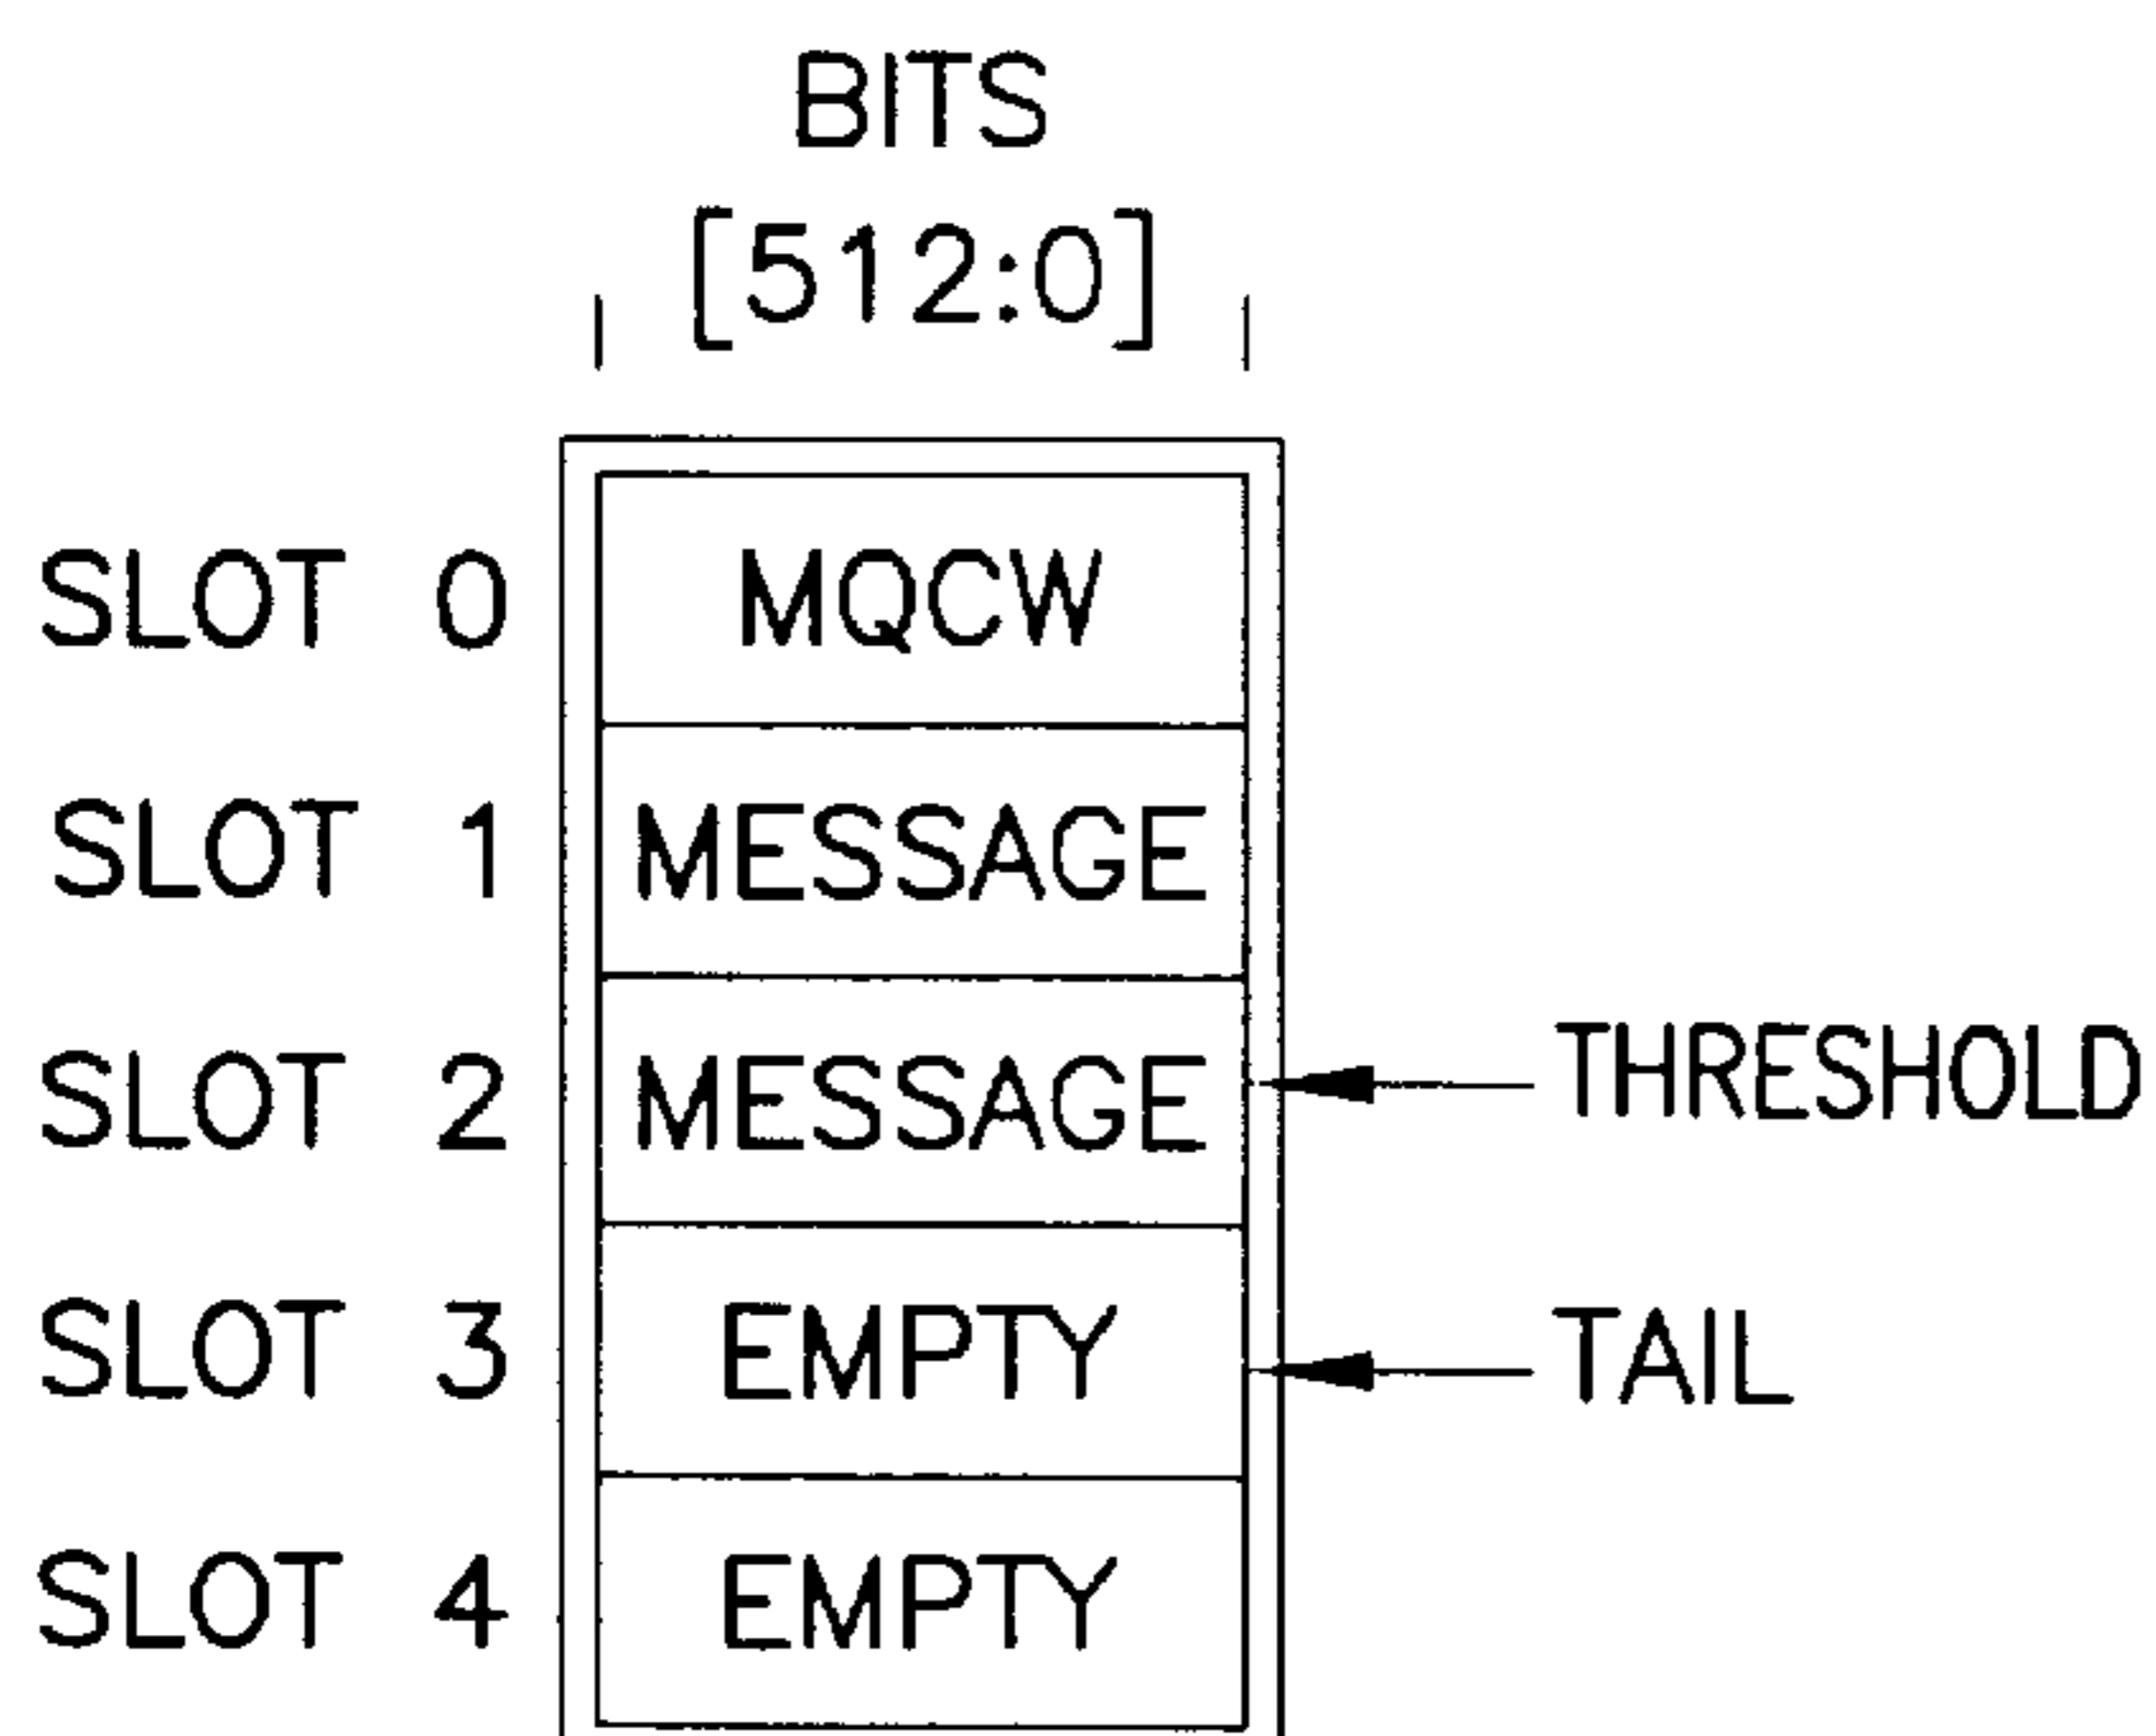 BITS
[512:0]
SLOT 0 MQCW
SLOT 1 MESSAGE
SLOT 2 MESSAGE THRESHOLD
SLOT 3 EMPTY TAIL
SLOT 4 EMPTY